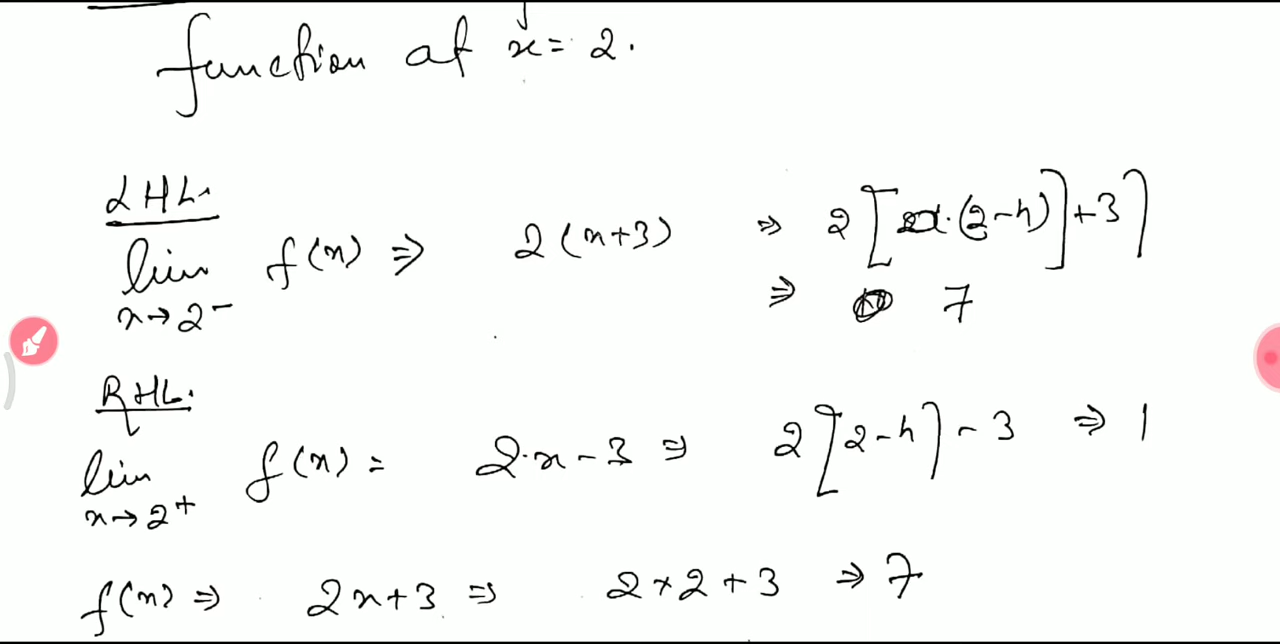 function at x = 2.
LHL.
lim f(x) ⇒ 2(x+3) ⇒ 2[(2-h)]+3]
x→2⁻ ⇒ 7
RHL.
lim f(x) = 2·x-3 ⇒ 2[2-h]-3 ⇒ 1
x→2⁺
f(x) ⇒ 2x+3 ⇒ 2×2+3 ⇒ 7